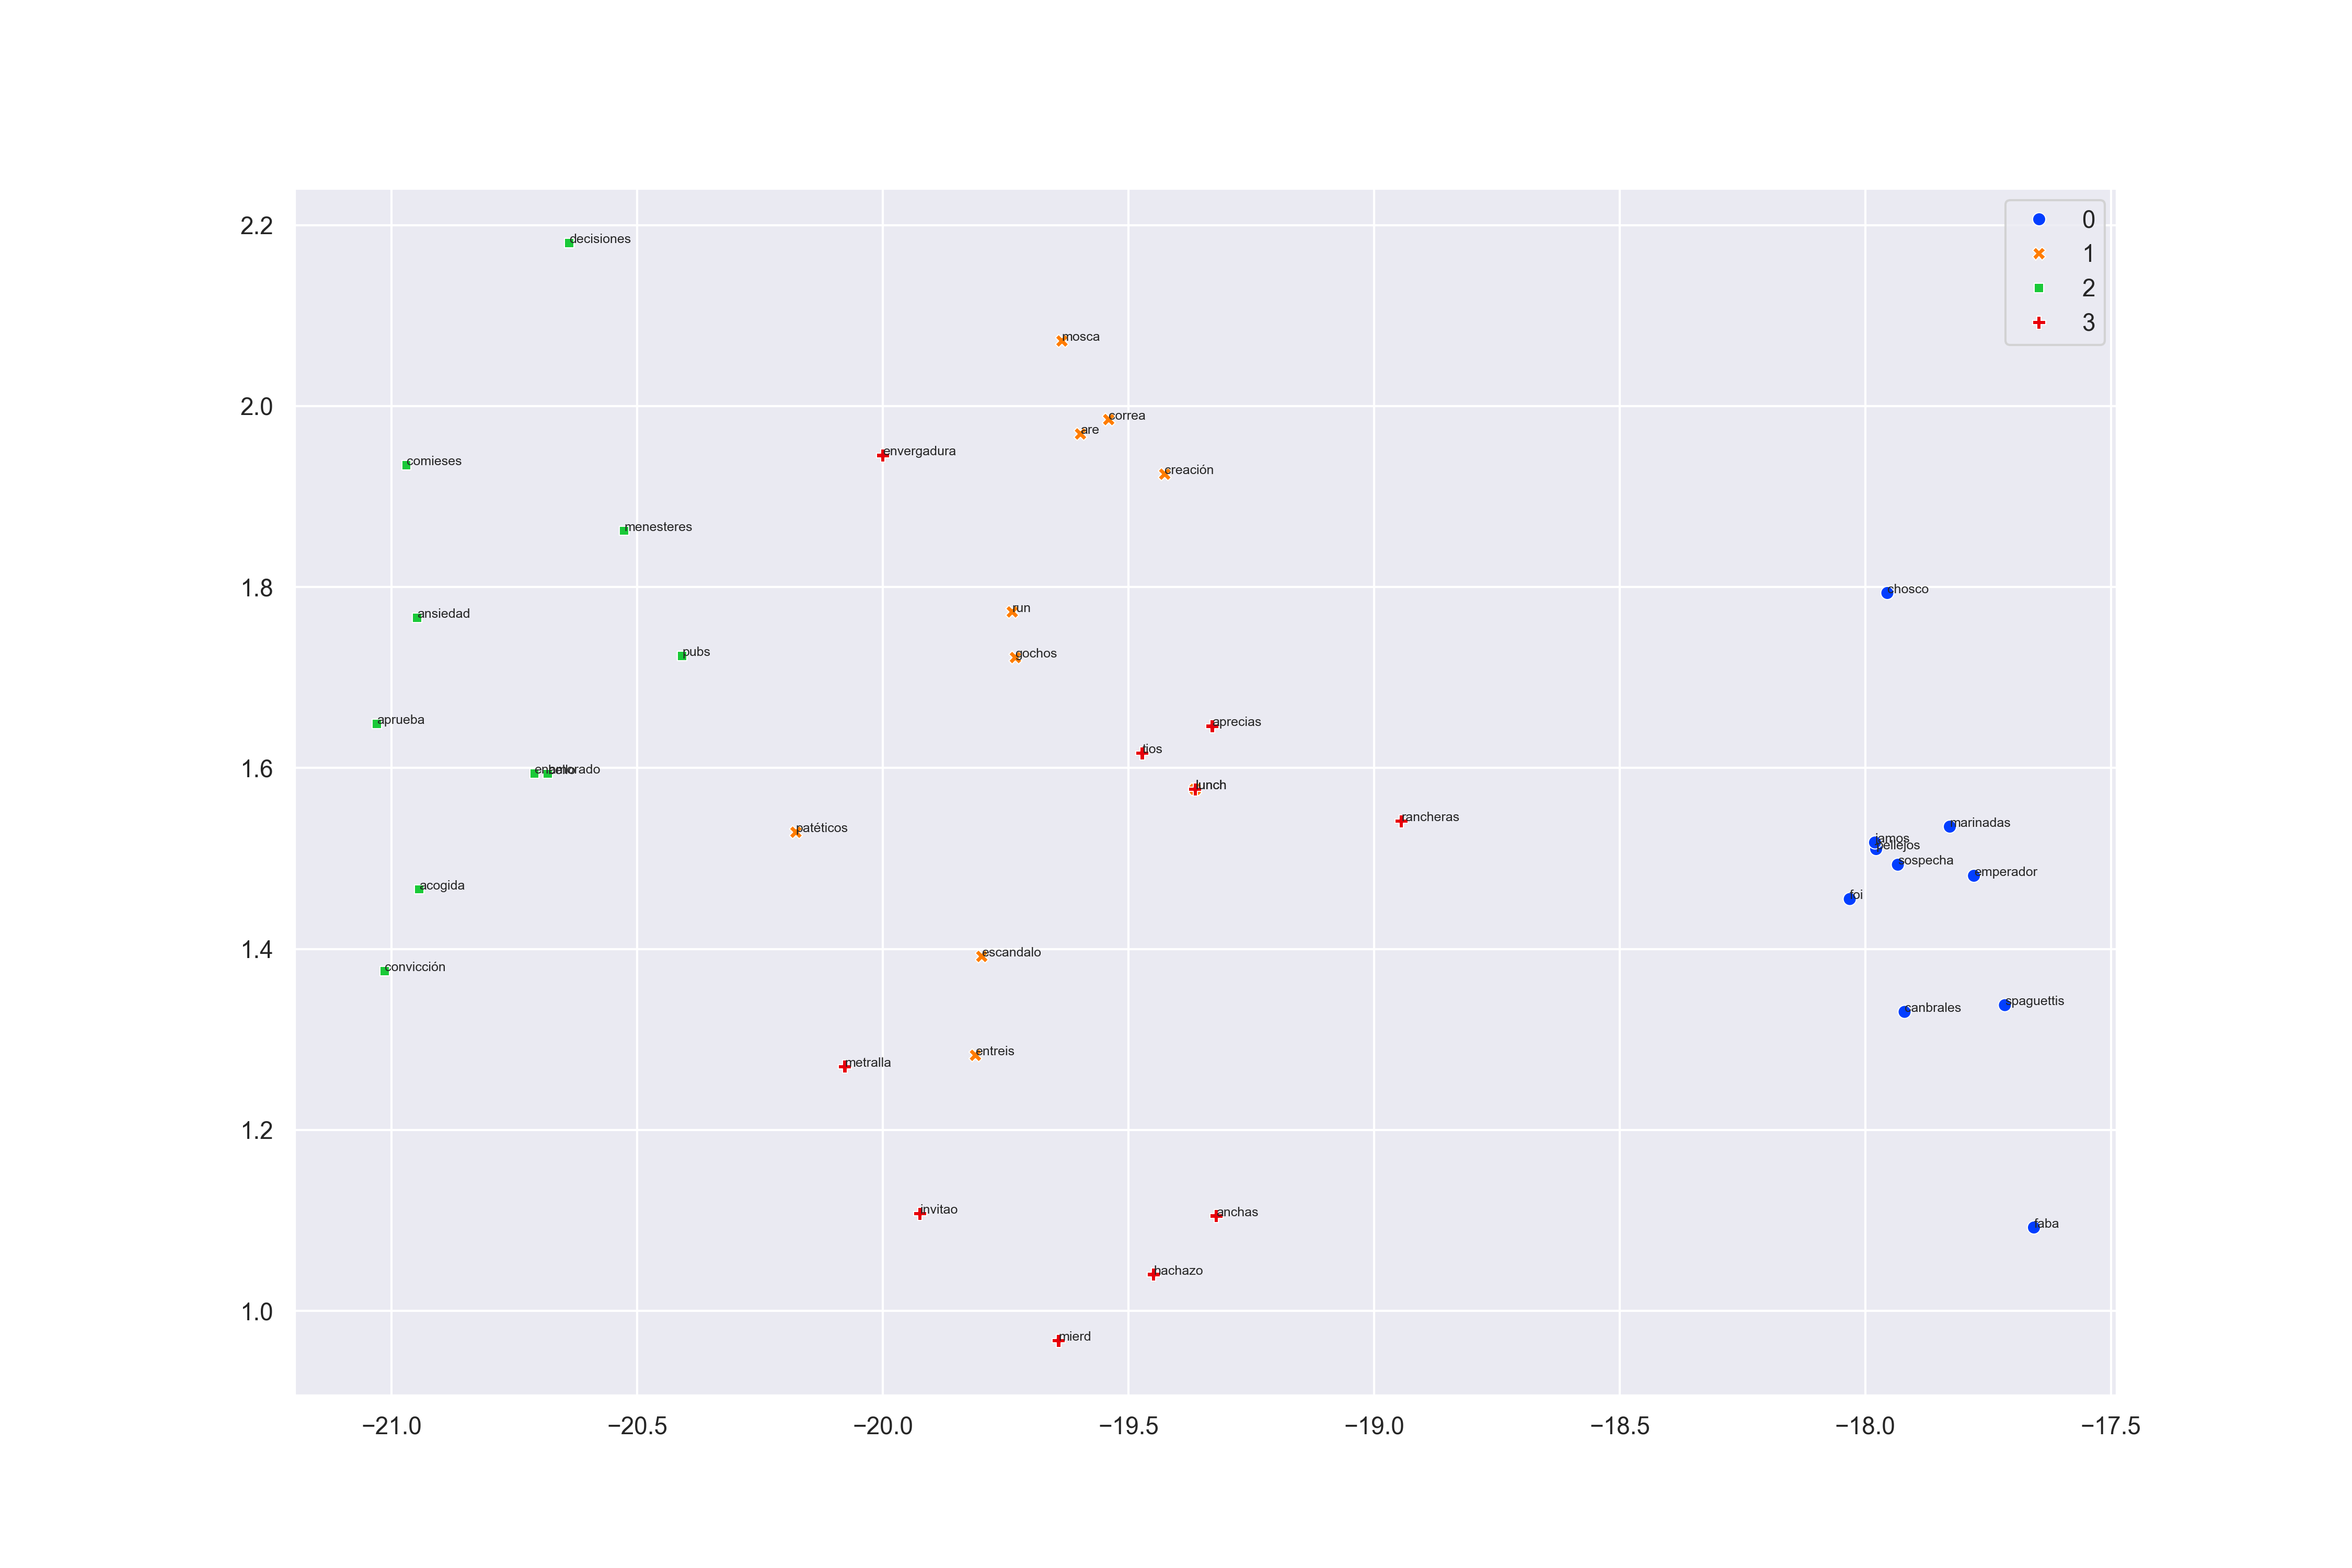 2.2
2.0
1.8
1.6
1.4
1.2
1.0
decisiones
mosca
correa
are
envergadura
creación
comieses
menesteres
chosco
run
ansiedad
gochos
pubs
aprecias
aprueba
lunch
rancheras
patéticos
marinadas
sospecha
emperador
acogida
foi
escandalo
convicción
spaguettis
canbrales
entreis
metralla
invitao
anchas
faba
hachazo
mierd
−21.0
−20.5
−20.0
−19.5
−19.0
−18.5
−18.0
−17.5
0
1
2
3